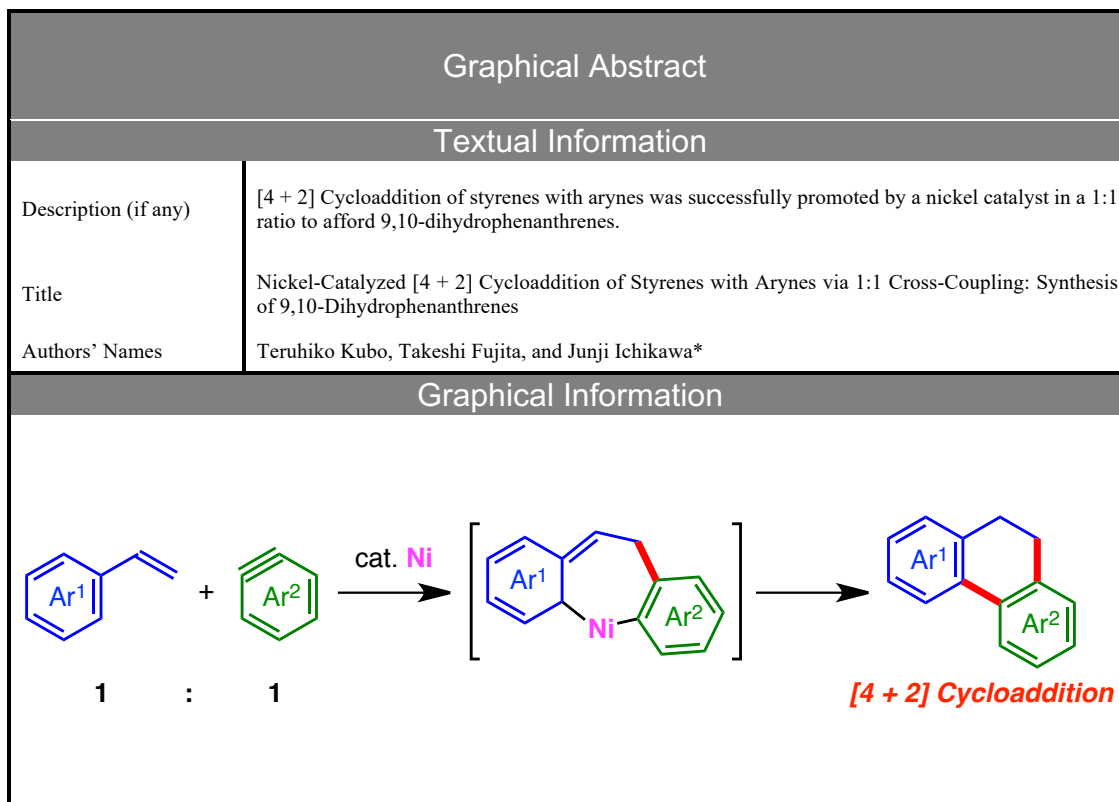 Graphical Abstract
Textual Information
Description (if any)
[4 + 2] Cycloaddition of styrenes with arynes was successfully promoted by a nickel catalyst in a 1:1
ratio to afford 9,10-dihydrophenanthrenes.
Title
Nickel-Catalyzed [4 + 2] Cycloaddition of Styrenes with Arynes via 1:1 Cross-Coupling: Synthesis
of 9,10-Dihydrophenanthrenes
Authors’ Names
Teruhiko Kubo, Takeshi Fujita, and Junji Ichikawa*
Graphical Information
Ar1 + Ar2 cat. Ni Ar1 Ni Ar2 Ar1 Ar2
1 : 1 [4 + 2] Cycloaddition